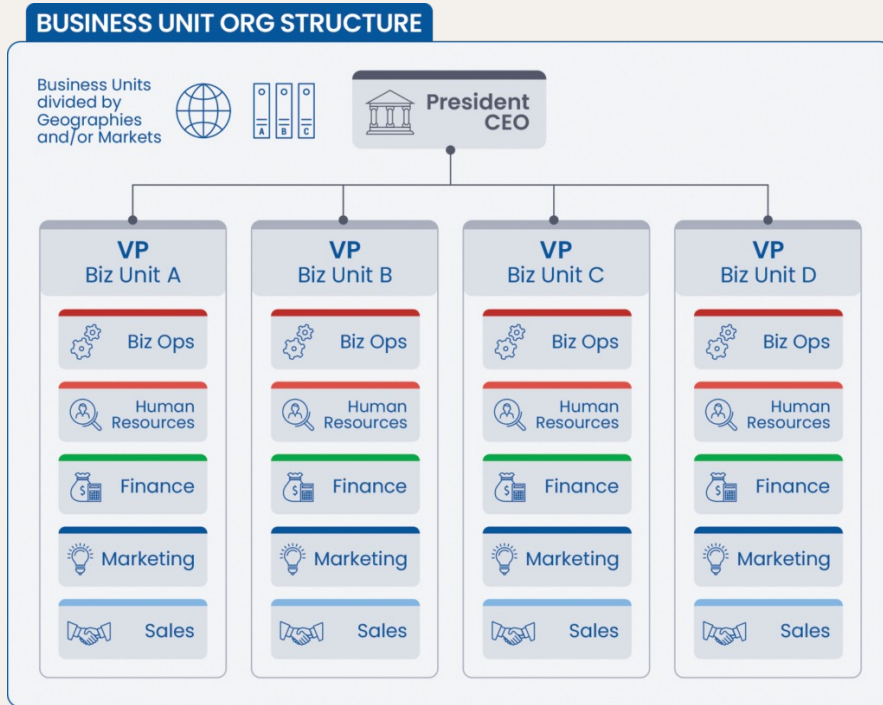 BUSINESS UNIT ORG STRUCTURE
Business Units
divided by
Geographies
and/or Markets
A B C
President
CEO
VP
Biz Unit A
Biz Ops
Human
Resources
$
Finance
Marketing
Sales
VP
Biz Unit B
Biz Ops
Human
Resources
$
Finance
Marketing
Sales
VP
Biz Unit C
Biz Ops
Human
Resources
$
Finance
Marketing
Sales
VP
Biz Unit D
Biz Ops
Human
Resources
$
Finance
Marketing
Sales